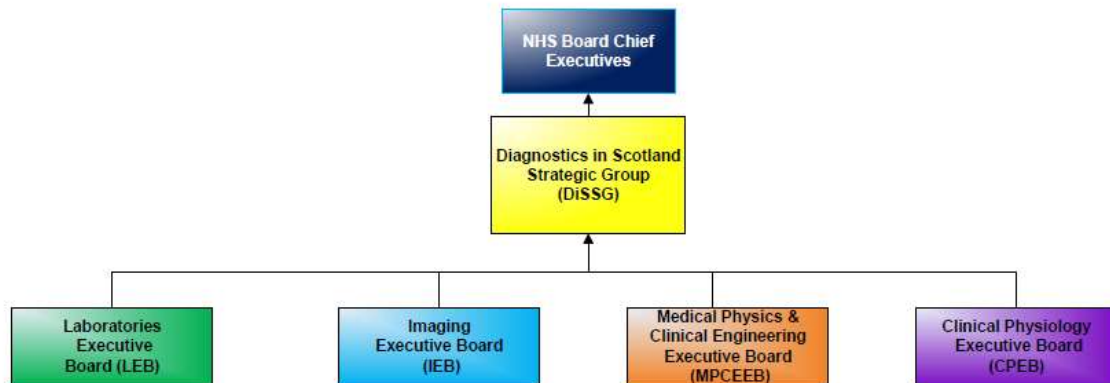 NHS Board Chief
Executives
Diagnostics in Scotland
Strategic Group
(DiSSG)
Laboratories
Executive
Board (LEB)
Imaging
Executive Board
(IEB)
Medical Physics &
Clinical Engineering
Executive Board
(MPCEEB)
Clinical Physiology
Executive Board
(CPEB)